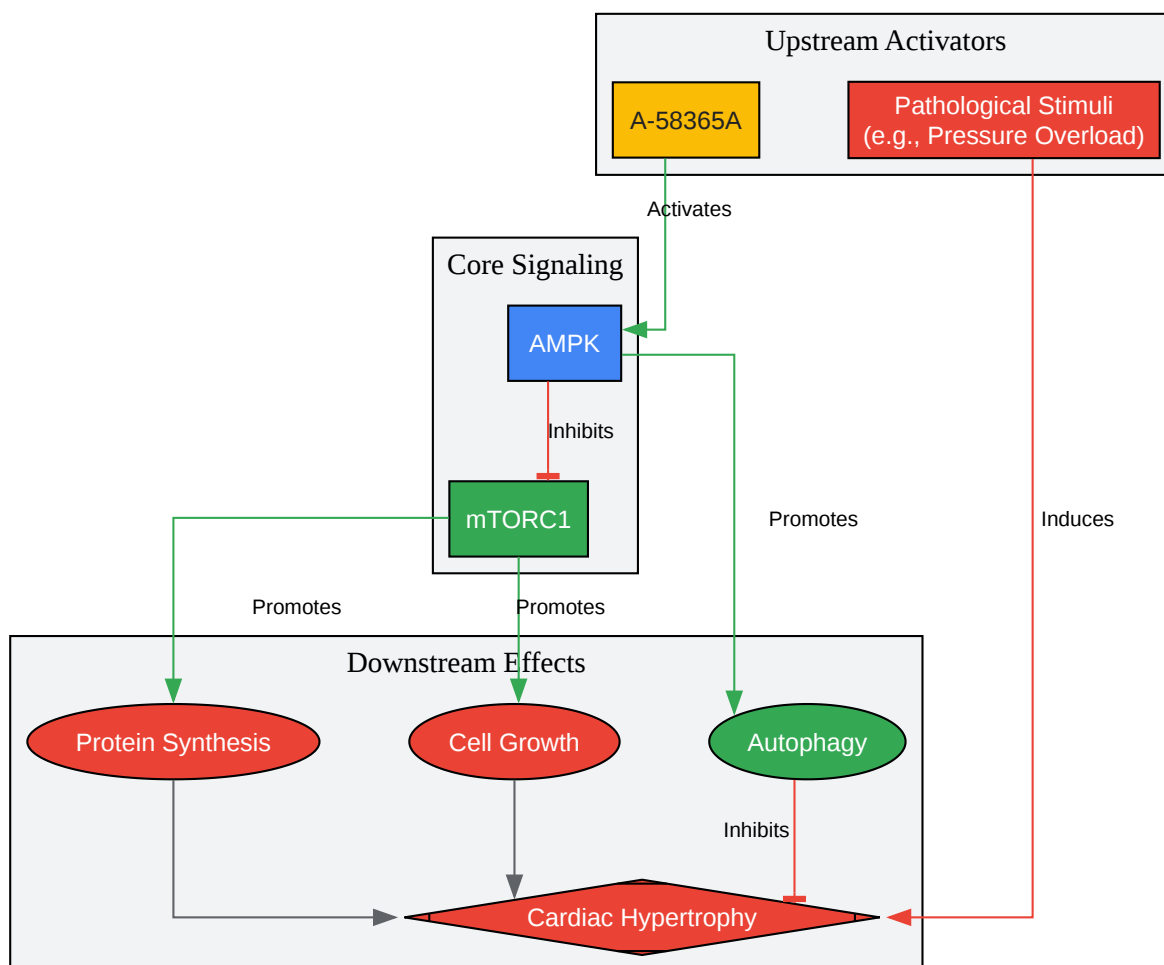 Upstream Activators
A-58365A
Pathological Stimuli
(e.g., Pressure Overload)
Activates
Core Signaling
AMPK
Inhibits
mTORC1
Promotes
Induces
Promotes
Promotes
Downstream Effects
Protein Synthesis
Cell Growth
Autophagy
Inhibits
Cardiac Hypertrophy